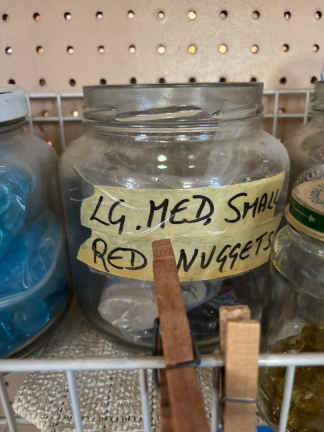 LG. MED, SMALL
RED NUGGETS